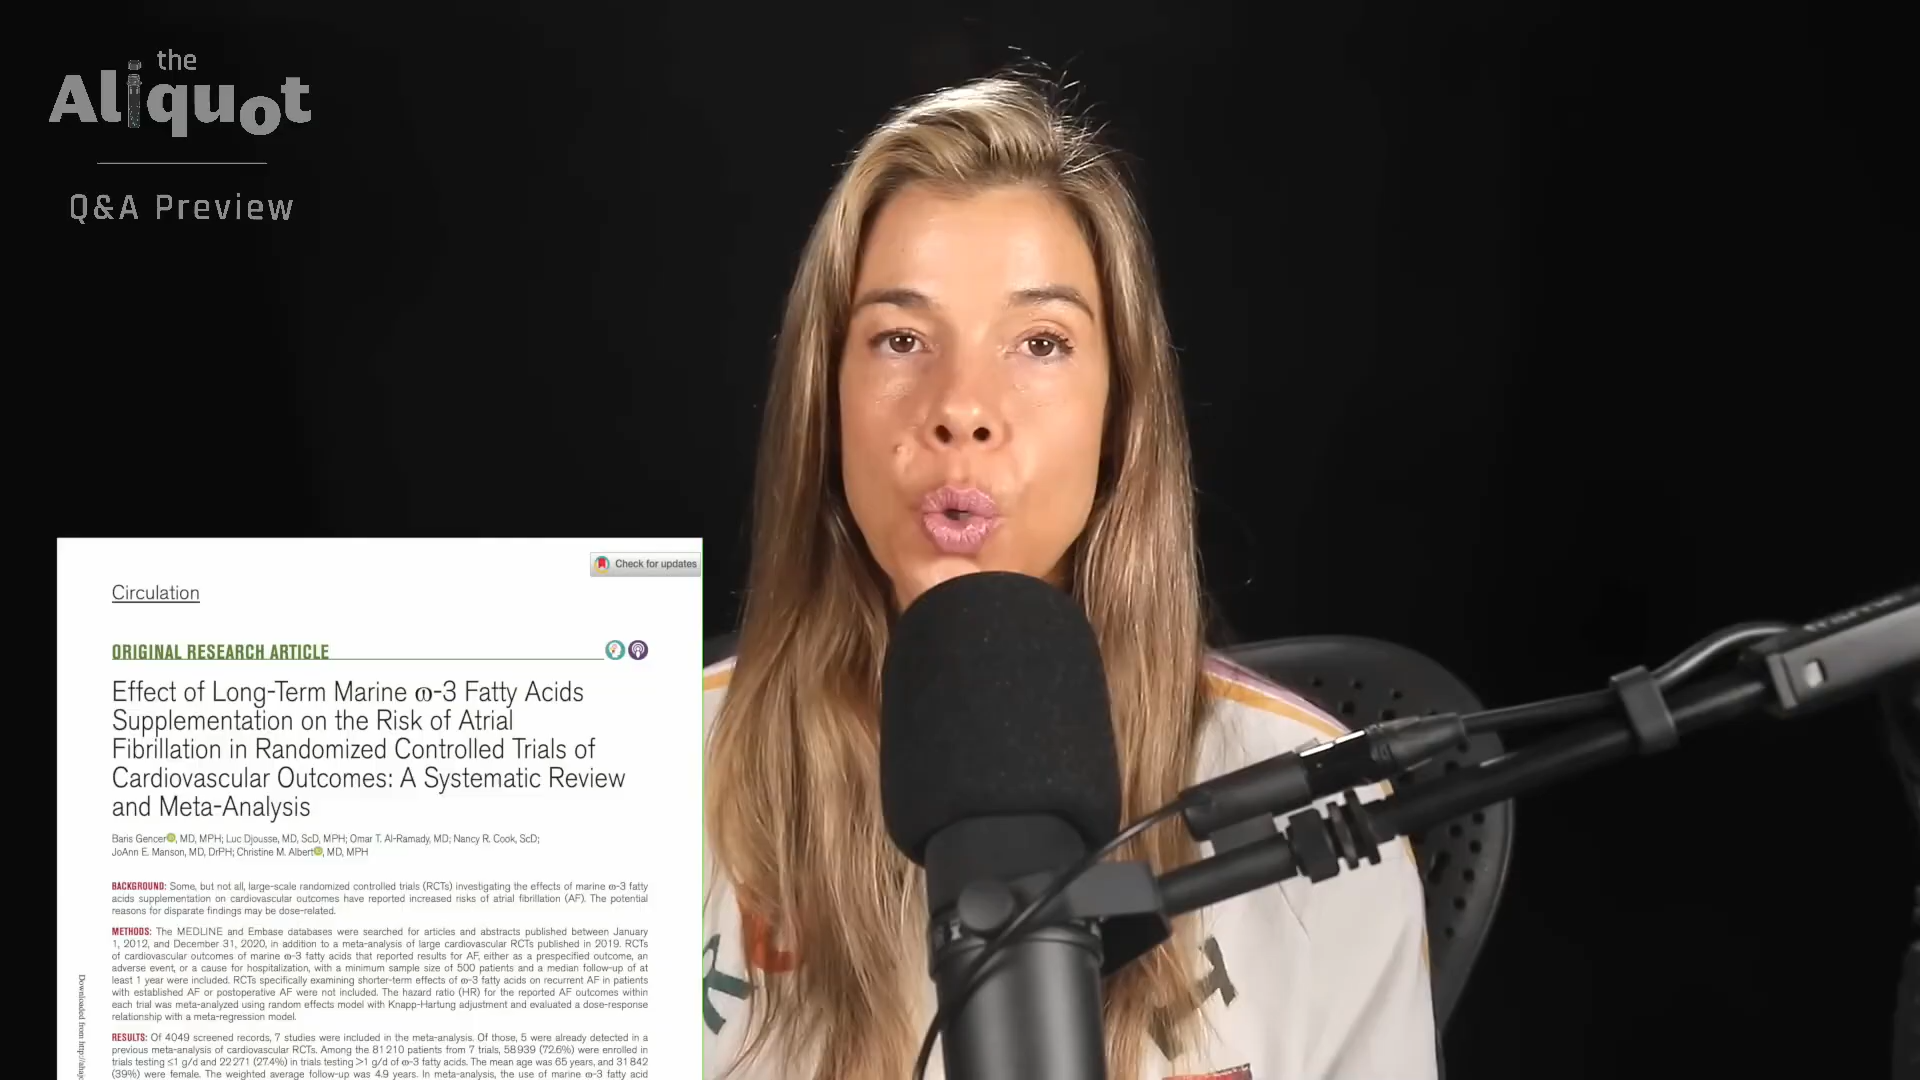 the
Aliquot
Q&A Preview
Check for updates
Circulation
ORIGINAL RESEARCH ARTICLE
Effect of Long-Term Marine ω-3 Fatty Acids
Supplementation on the Risk of Atrial
Fibrillation in Randomized Controlled Trials of
Cardiovascular Outcomes: A Systematic Review
and Meta-Analysis
Baris Gencer, MD, MPH; Luc Djousse, MD, ScD, MPH; Omar T. Al-Ramady, MD; Nancy R. Cook, ScD;
JoAnn E. Manson, MD, DrPH; Christine M. Albert, MD, MPH
BACKGROUND: Some, but not all, large-scale randomized controlled trials (RCTs) investigating the effects of marine ω-3 fatty
acids supplementation on cardiovascular outcomes have reported increased risks of atrial fibrillation (AF). The potential
reasons for disparate findings may be dose-related.
METHODS: The MEDLINE and Embase databases were searched for articles and abstracts published between January
1, 2012, and December 31, 2020, in addition to a meta-analysis of large cardiovascular RCTs published in 2019. RCTs
of cardiovascular outcomes of marine ω-3 fatty acids that reported results for AF, either as a prespecified outcome, an
adverse event, or a cause for hospitalization, with a minimum sample size of 500 patients and a median follow-up of at
least 1 year were included. RCTs specifically examining shorter-term effects of ω-3 fatty acids on recurrent AF in patients
with established AF or postoperative AF were not included. The hazard ratio (HR) for the reported AF outcomes within
each trial was meta-analyzed using random effects model with Knapp-Hartung adjustment and evaluated a dose-response
relationship with a meta-regression model.
RESULTS: Of 4049 screened records, 7 studies were included in the meta-analysis. Of those, 5 were already detected in a
previous meta-analysis of cardiovascular RCTs. Among the 81 210 patients from 7 trials, 58 939 (72.6%) were enrolled in
trials testing ≤1 g/d and 22 271 (27.4%) in trials testing >1 g/d of ω-3 fatty acids. The mean age was 65 years, and 31 842
(39%) were female. The weighted average follow-up was 4.9 years. In meta-analysis, the use of marine ω-3 fatty acid
Downloaded from http://ahajo